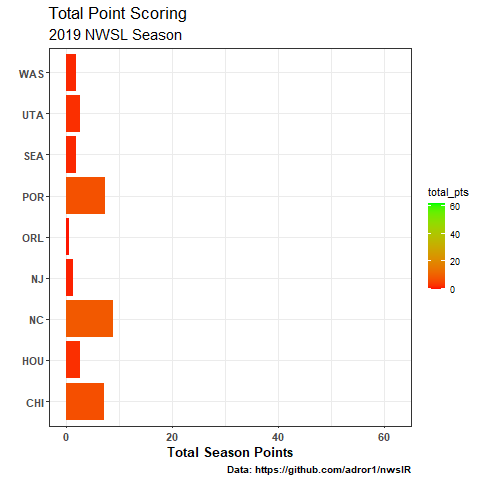 Total Point Scoring
2019 NWSL Season
WAS
UTA
SEA
POR
ORL
NJ
NC
HOU
CHI
0
20
40
60
Total Season Points
Data: https://github.com/adror1/nwslR
total_pts
60
40
20
0